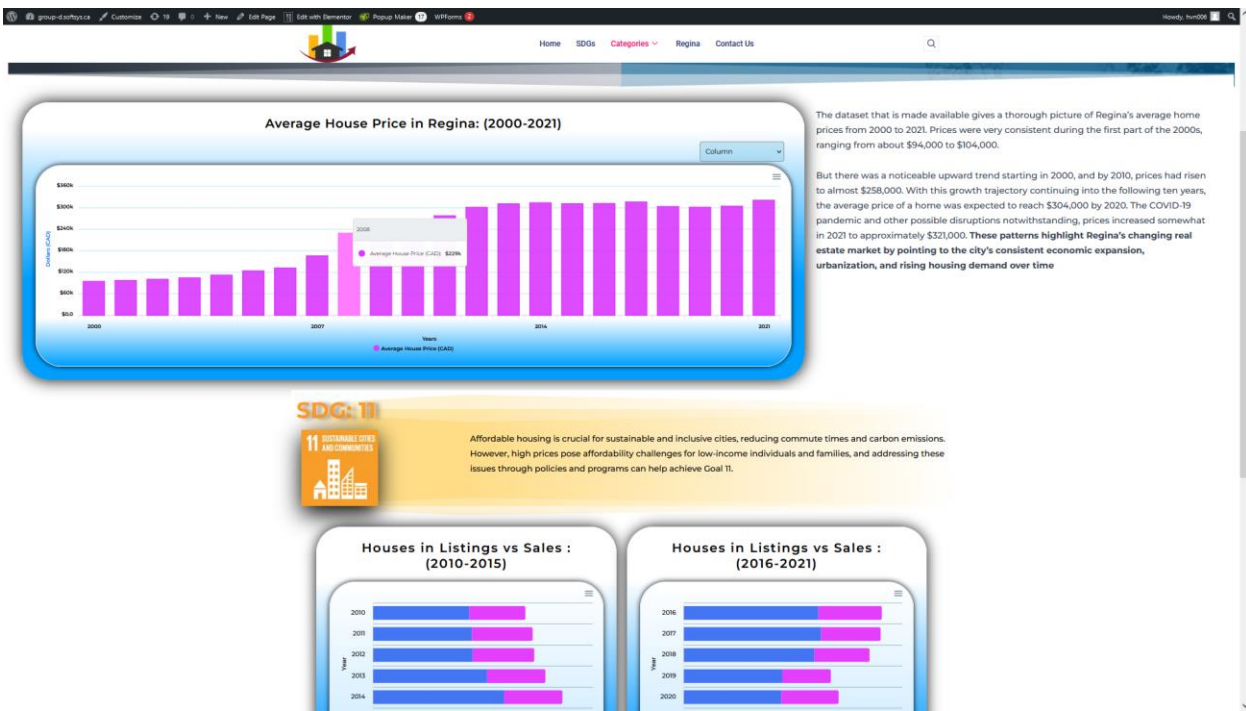 group-d.softsys.ca Customize 19 0 New Edit Page Edit with Elementor Popup Maker 17 WPForms 8 Howdy, hvn006
Home SDGs Categories Regina Contact Us
Average House Price in Regina: (2000-2021)
Column
$360k
$300k
$240k
$180k
$120k
$60k
$0.0
Dollars (CAD)
2008
Average House Price (CAD): $229k
2000 2007 2014 2021
Years
Average House Price (CAD)
The dataset that is made available gives a thorough picture of Regina's average home
prices from 2000 to 2021. Prices were very consistent during the first part of the 2000s,
ranging from about $94,000 to $104,000.
But there was a noticeable upward trend starting in 2000, and by 2010, prices had risen
to almost $258,000. With this growth trajectory continuing into the following ten years,
the average price of a home was expected to reach $304,000 by 2020. The COVID-19
pandemic and other possible disruptions notwithstanding, prices increased somewhat
in 2021 to approximately $321,000. These patterns highlight Regina's changing real
estate market by pointing to the city's consistent economic expansion,
urbanization, and rising housing demand over time
SDG: 11
11 SUSTAINABLE CITIES
AND COMMUNITIES
Affordable housing is crucial for sustainable and inclusive cities, reducing commute times and carbon emissions.
However, high prices pose affordability challenges for low-income individuals and families, and addressing these
issues through policies and programs can help achieve Goal 11.
Houses in Listings vs Sales :
(2010-2015)
2010
2011
2012
2013
2014
Year
Houses in Listings vs Sales :
(2016-2021)
2016
2017
2018
2019
2020
Year